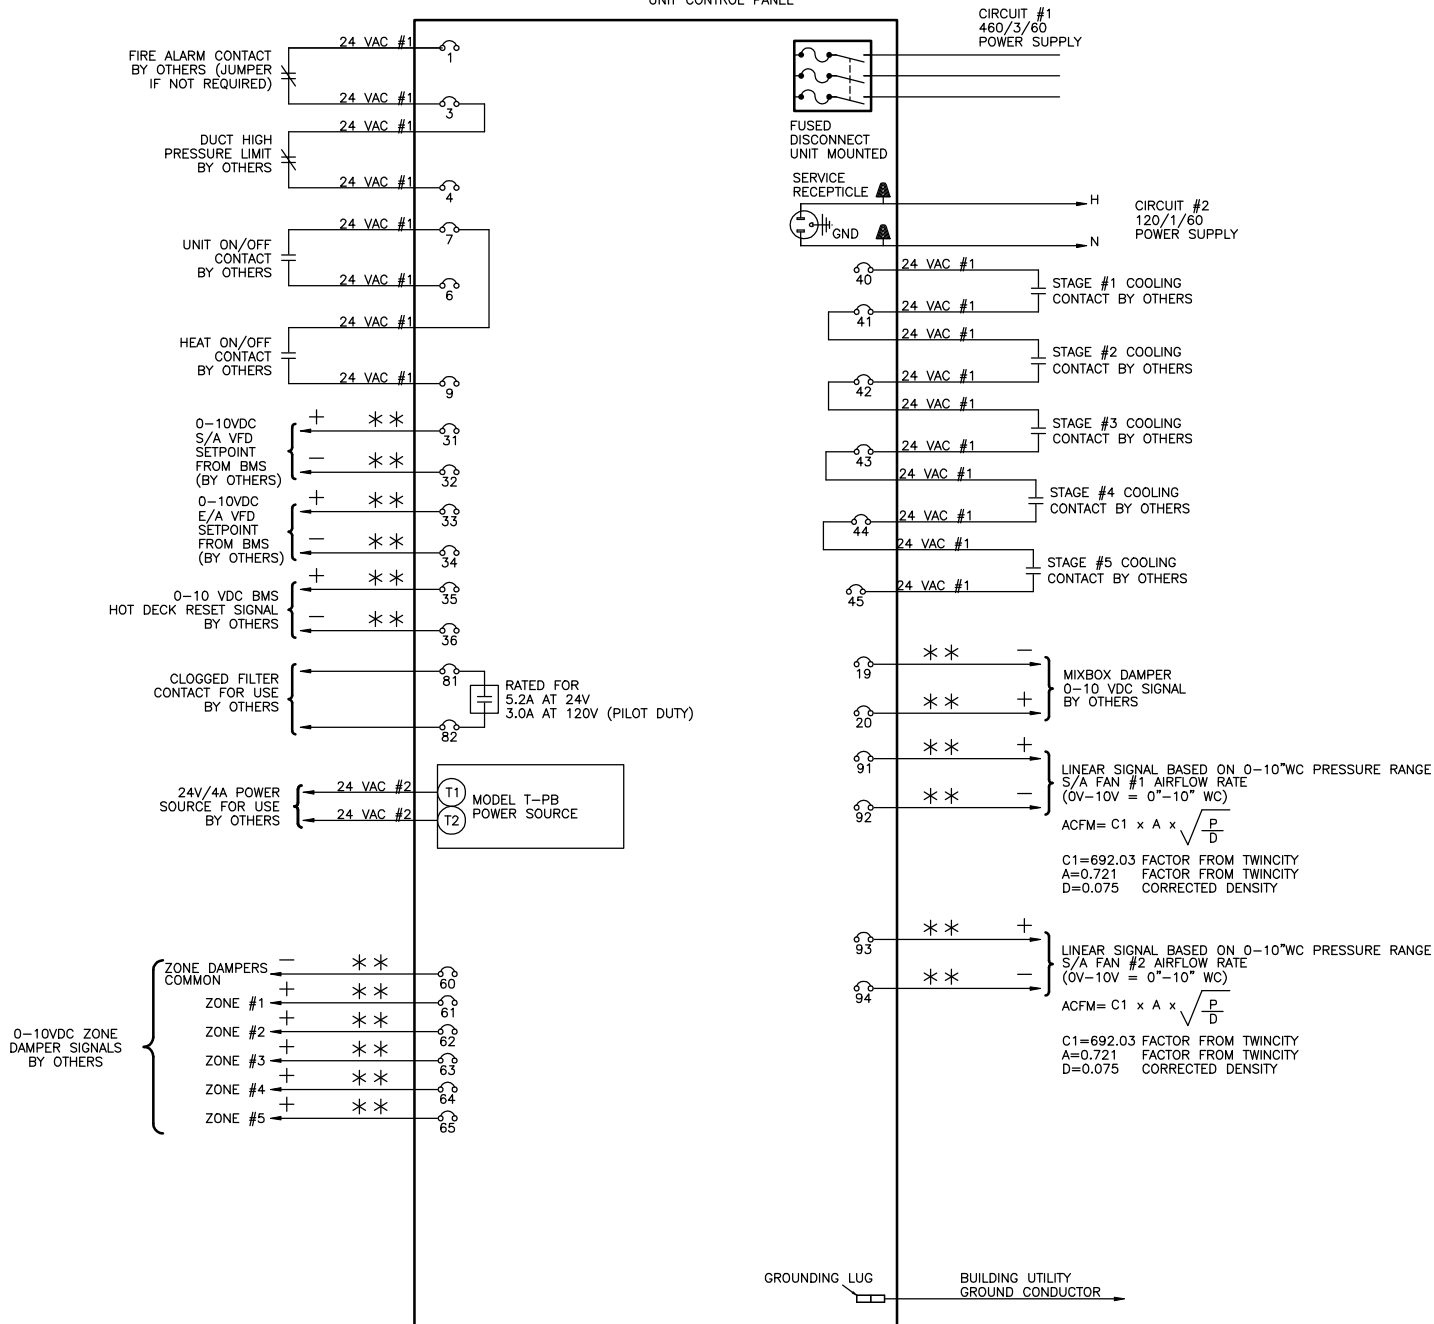 UNIT CONTROL PANEL
CIRCUIT #1
460/3/60
POWER SUPPLY
24 VAC #1
1
FIRE ALARM CONTACT
BY OTHERS (JUMPER
IF NOT REQUIRED)
24 VAC #1
3
24 VAC #1
DUCT HIGH
PRESSURE LIMIT
BY OTHERS
24 VAC #1
4
24 VAC #1
7
UNIT ON/OFF
CONTACT
BY OTHERS
24 VAC #1
6
24 VAC #1
HEAT ON/OFF
CONTACT
BY OTHERS
24 VAC #1
9
0-10VDC
S/A VFD
SETPOINT
FROM BMS
(BY OTHERS)
+ **
31
- **
32
0-10VDC
E/A VFD
SETPOINT
FROM BMS
(BY OTHERS)
+ **
33
- **
34
0-10 VDC BMS
HOT DECK RESET SIGNAL
BY OTHERS
+ **
35
- **
36
CLOGGED FILTER
CONTACT FOR USE
BY OTHERS
81
82
RATED FOR
5.2A AT 24V
3.0A AT 120V (PILOT DUTY)
24V/4A POWER
SOURCE FOR USE
BY OTHERS
24 VAC #2
T1
24 VAC #2
T2
MODEL T-PB
POWER SOURCE
0-10VDC ZONE
DAMPER SIGNALS
BY OTHERS
ZONE DAMPERS
COMMON
- **
60
ZONE #1 + **
61
ZONE #2 + **
62
ZONE #3 + **
63
ZONE #4 + **
64
ZONE #5 + **
65
FUSED
DISCONNECT
UNIT MOUNTED
SERVICE
RECEPTICLE
GND
H
N
CIRCUIT #2
120/1/60
POWER SUPPLY
40
24 VAC #1
STAGE #1 COOLING
CONTACT BY OTHERS
41
24 VAC #1
24 VAC #1
STAGE #2 COOLING
CONTACT BY OTHERS
42
24 VAC #1
24 VAC #1
STAGE #3 COOLING
CONTACT BY OTHERS
43
24 VAC #1
24 VAC #1
STAGE #4 COOLING
CONTACT BY OTHERS
44
24 VAC #1
24 VAC #1
STAGE #5 COOLING
CONTACT BY OTHERS
45
24 VAC #1
19
** -
20
** +
MIXBOX DAMPER
0-10 VDC SIGNAL
BY OTHERS
91
** +
92
** -
LINEAR SIGNAL BASED ON 0-10"WC PRESSURE RANGE
S/A FAN #1 AIRFLOW RATE
(0V-10V = 0"-10" WC)
ACFM= C1 x A x √P/D
C1=692.03 FACTOR FROM TWINCITY
A=0.721 FACTOR FROM TWINCITY
D=0.075 CORRECTED DENSITY
93
** +
94
** -
LINEAR SIGNAL BASED ON 0-10"WC PRESSURE RANGE
S/A FAN #2 AIRFLOW RATE
(0V-10V = 0"-10" WC)
ACFM= C1 x A x √P/D
C1=692.03 FACTOR FROM TWINCITY
A=0.721 FACTOR FROM TWINCITY
D=0.075 CORRECTED DENSITY
GROUNDING LUG
BUILDING UTILITY
GROUND CONDUCTOR